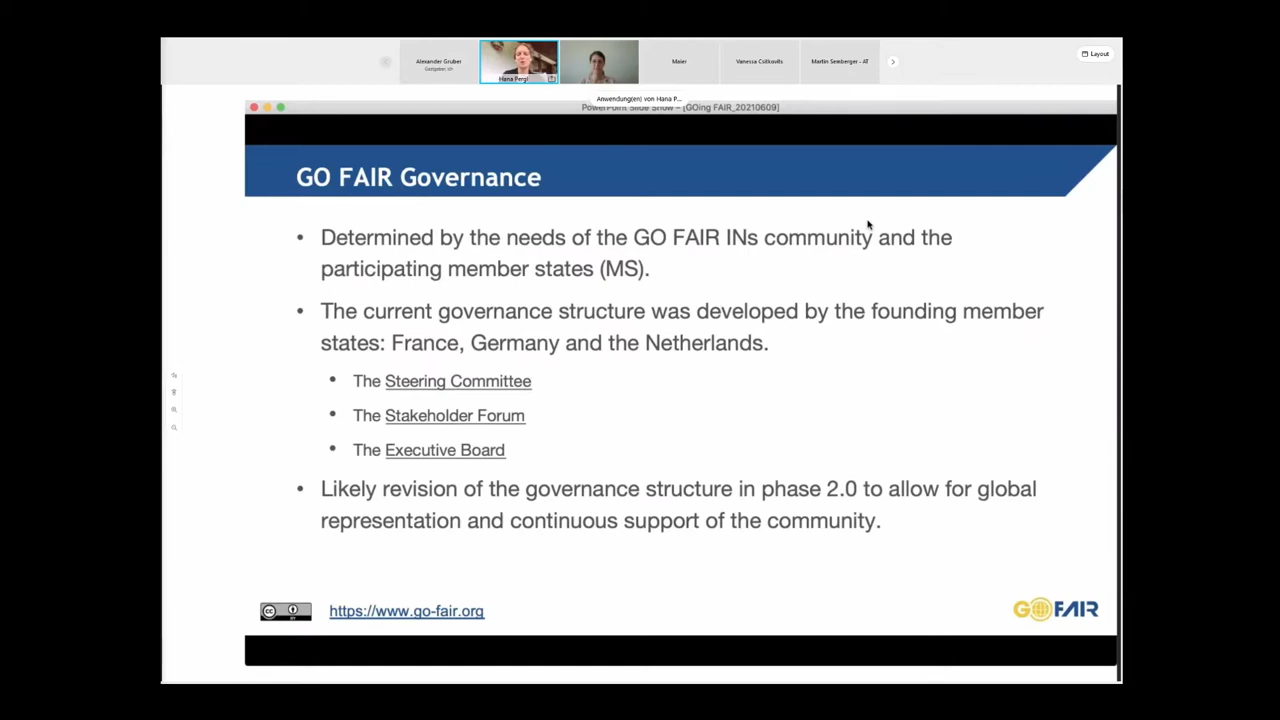 Layout
Alexander Gruber
Gastgeber, Ich
Hana Pergl
Maier
Vanessa Csitkovits
Martin Semberger - AT
Anwendung(en) von Hana P...
PowerPoint Slide Show - [GOing FAIR_20210609]
GO FAIR Governance
• Determined by the needs of the GO FAIR INs community and the
participating member states (MS).
• The current governance structure was developed by the founding member
states: France, Germany and the Netherlands.
• The Steering Committee
• The Stakeholder Forum
• The Executive Board
• Likely revision of the governance structure in phase 2.0 to allow for global
representation and continuous support of the community.
cc BY
https://www.go-fair.org
GO FAIR